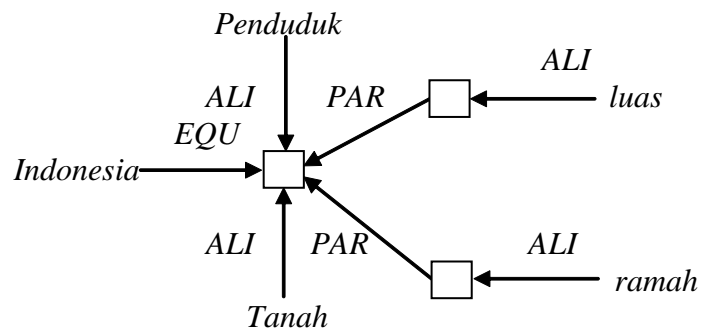 Penduduk
ALI
ALI PAR luas
EQU
Indonesia
ALI PAR ALI
ramah
Tanah